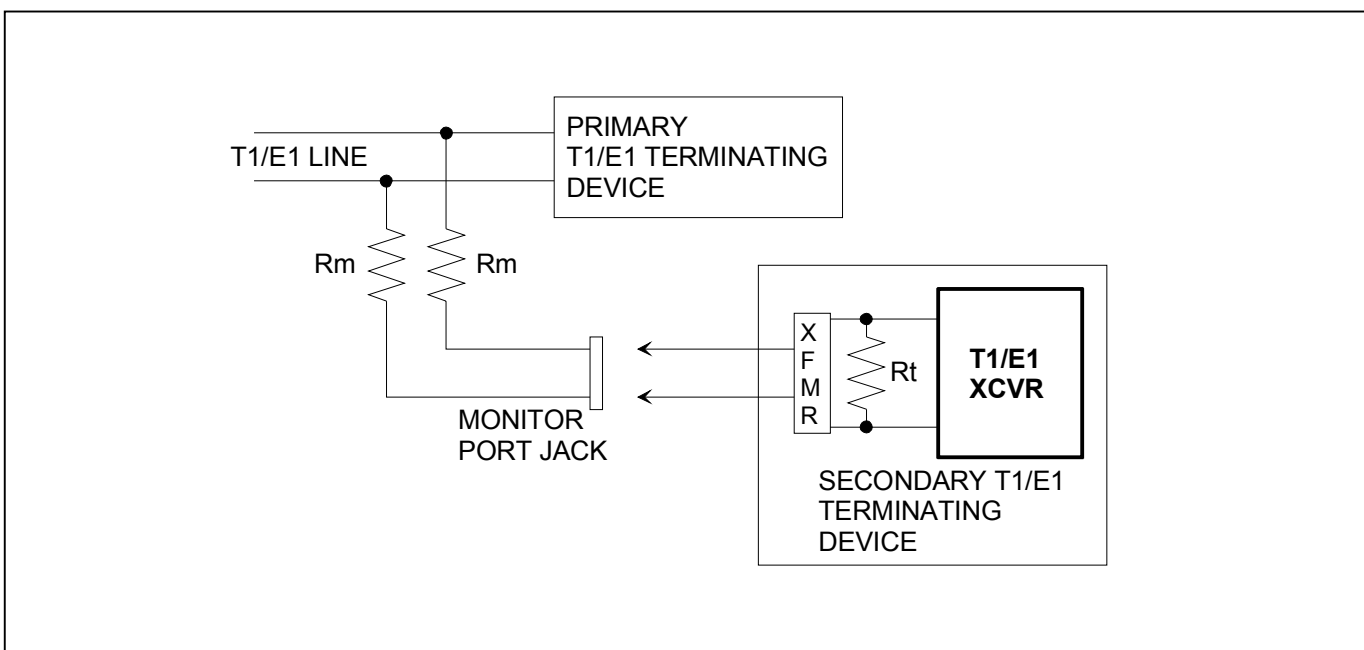 PRIMARY
T1/E1 TERMINATING
DEVICE
T1/E1 LINE
Rm
Rm
X
F
M
R
Rt
T1/E1
XCVR
MONITOR
PORT JACK
SECONDARY T1/E1
TERMINATING
DEVICE